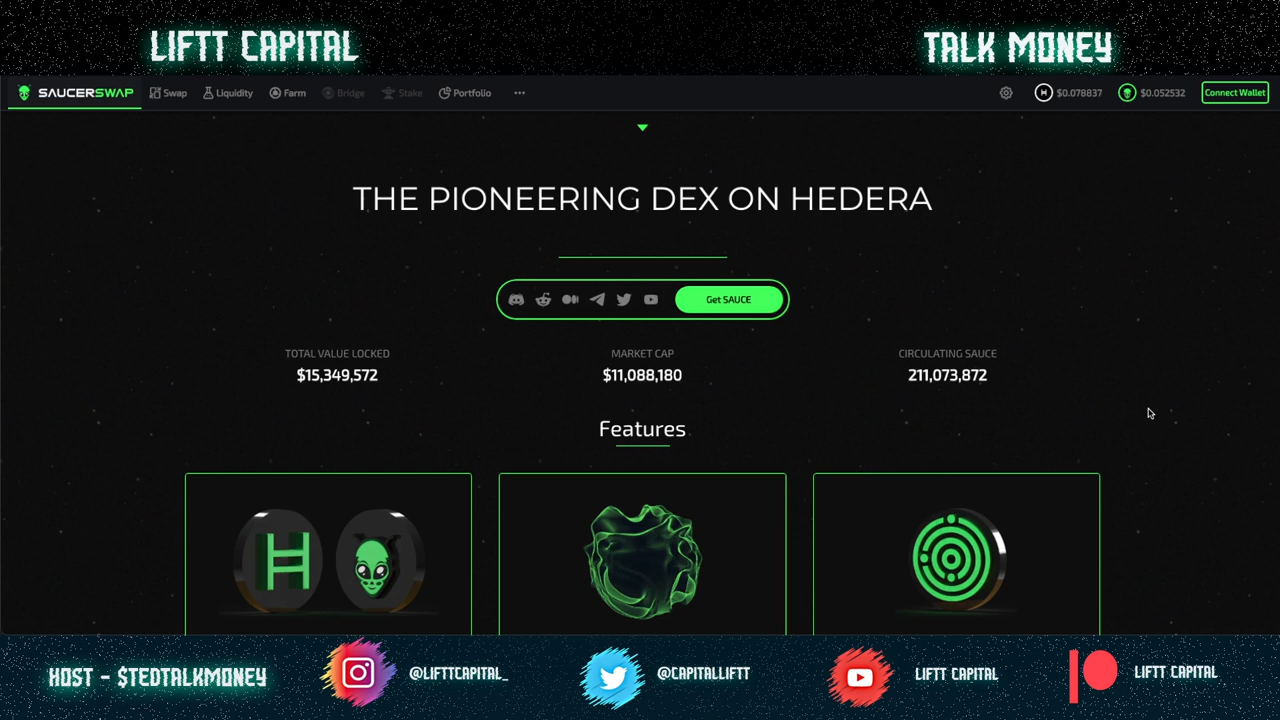 LIFTT CAPITAL
TALK MONEY
SAUCERSWAP Swap Liquidity Farm Bridge Stake Portfolio ••• $0.078837 $0.052532 Connect Wallet
THE PIONEERING DEX ON HEDERA
Get SAUCE
TOTAL VALUE LOCKED MARKET CAP CIRCULATING SAUCE
$15,349,572 $11,088,180 211,073,872
Features
HOST - $TEDTALKMONEY @LIFTTCAPITAL_ @CAPITALLIFTT LIFTT CAPITAL LIFTT CAPITAL